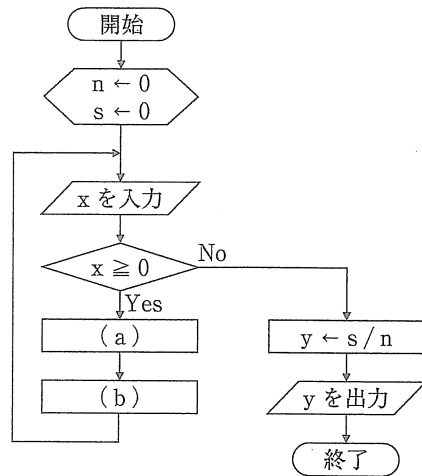 開始
n ← 0
s ← 0
x を入力
x ≧ 0
No
Yes
(a)
(b)
y ← s / n
y を出力
終了